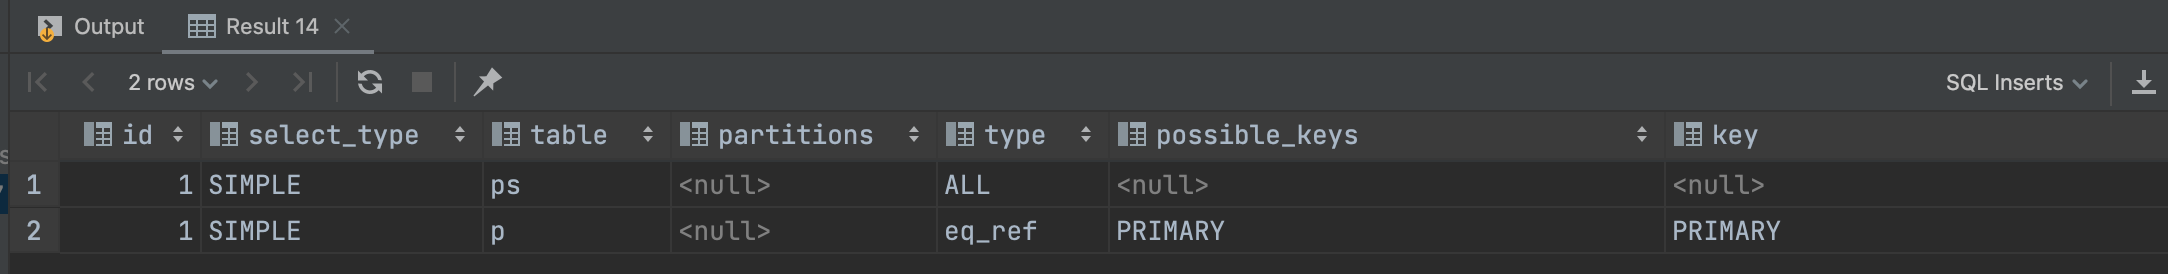 Output Result 14
2 rows SQL Inserts
id select_type table partitions type possible_keys key
1 1 SIMPLE ps <null> ALL <null> <null>
2 1 SIMPLE p <null> eq_ref PRIMARY PRIMARY